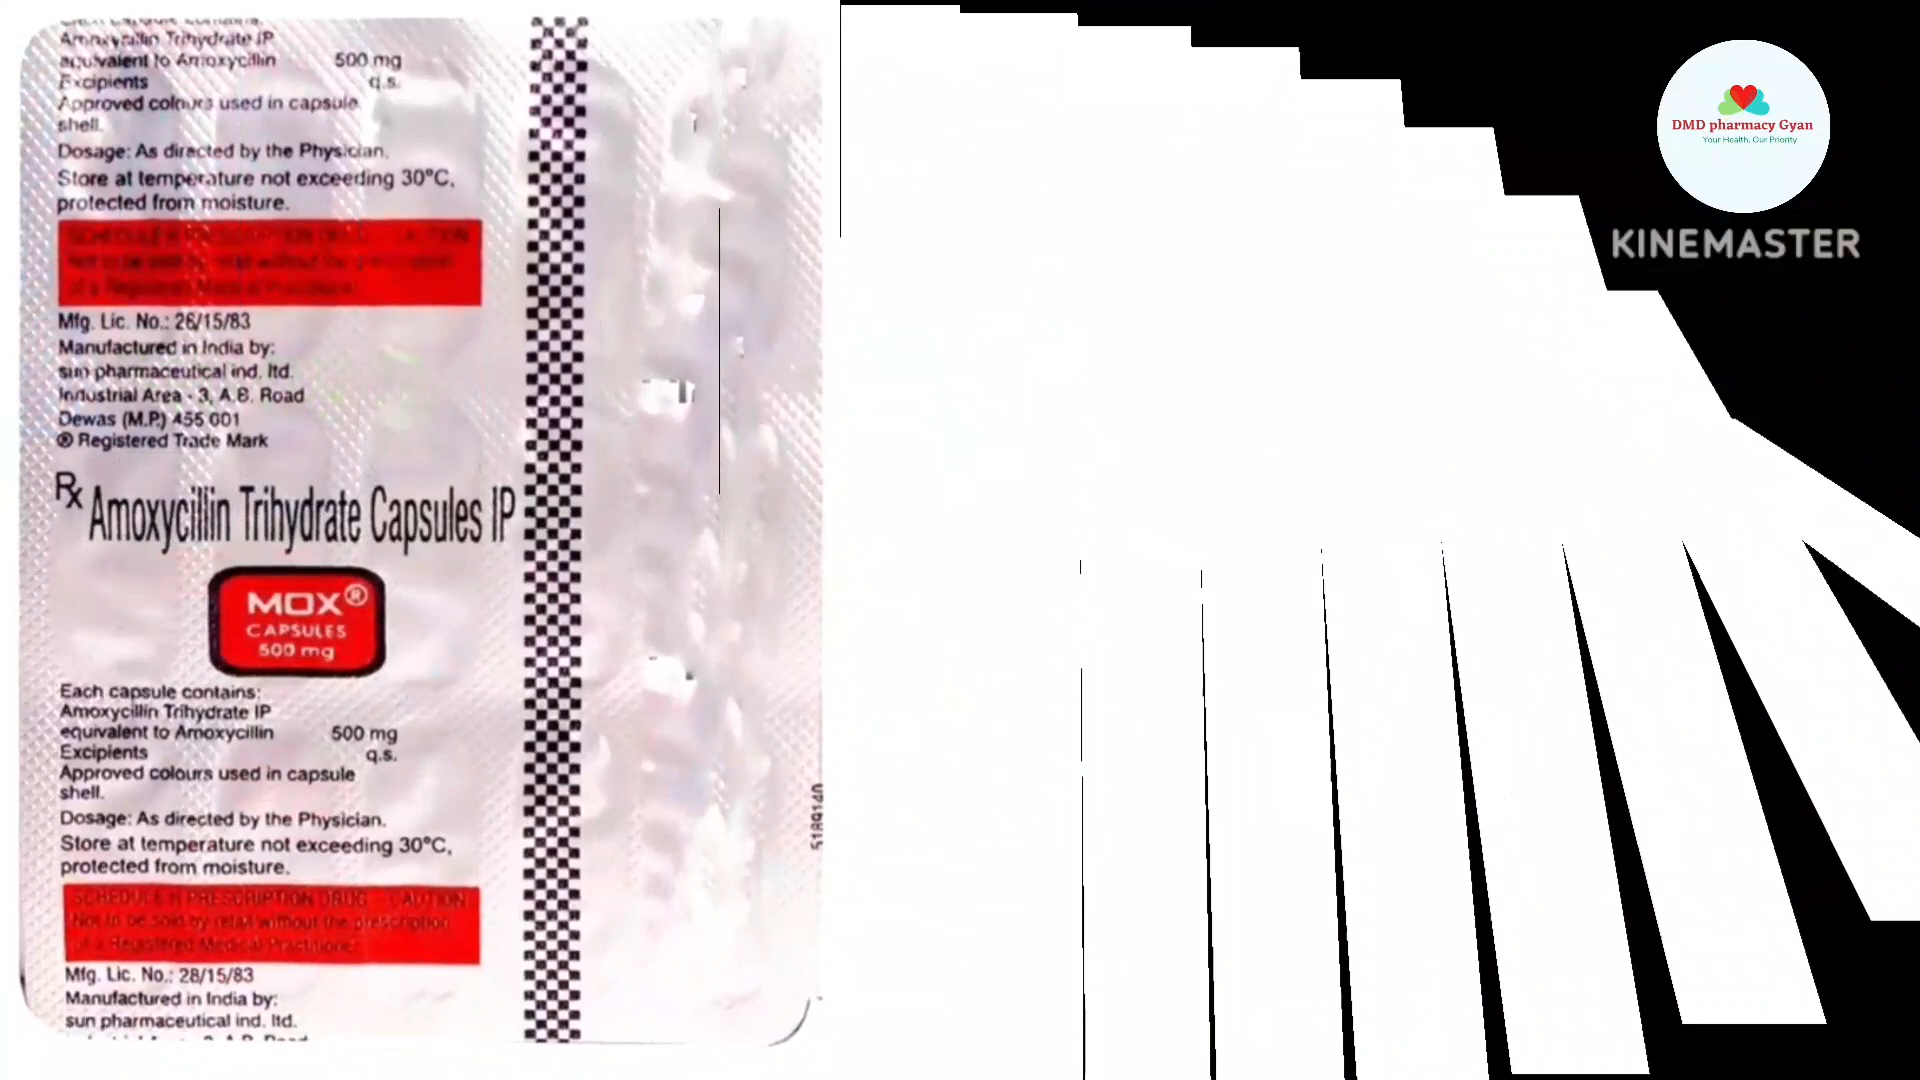 Amoxycillin Trihydrate IP
equivalent to Amoxycillin 500 mg
Excipients q.s.
Approved colours used in capsule
shell.
Dosage: As directed by the Physician.
Store at temperature not exceeding 30°C,
protected from moisture.
SCHEDULE H PRESCRIPTION DRUG CAUTION
Not to be sold by retail without the prescription
of a Registered Medical Practitioner.
Mfg. Lic. No.: 26/15/83
Manufactured in India by:
sun pharmaceutical ind. ltd.
Industrial Area - 3, A.B. Road
Dewas (M.P.) 455 001
® Registered Trade Mark
Rx Amoxycillin Trihydrate Capsules IP
MOX®
CAPSULES
500 mg
Each capsule contains:
Amoxycillin Trihydrate IP
equivalent to Amoxycillin 500 mg
Excipients q.s.
Approved colours used in capsule
shell.
Dosage: As directed by the Physician.
Store at temperature not exceeding 30°C,
protected from moisture.
SCHEDULE H PRESCRIPTION DRUG CAUTION
Not to be sold by retail without the prescription
of a Registered Medical Practitioner.
Mfg. Lic. No.: 28/15/83
Manufactured in India by:
sun pharmaceutical ind. ltd.
5189140
DMD pharmacy Gyan
Your Health, Our Priority
KINEMASTER